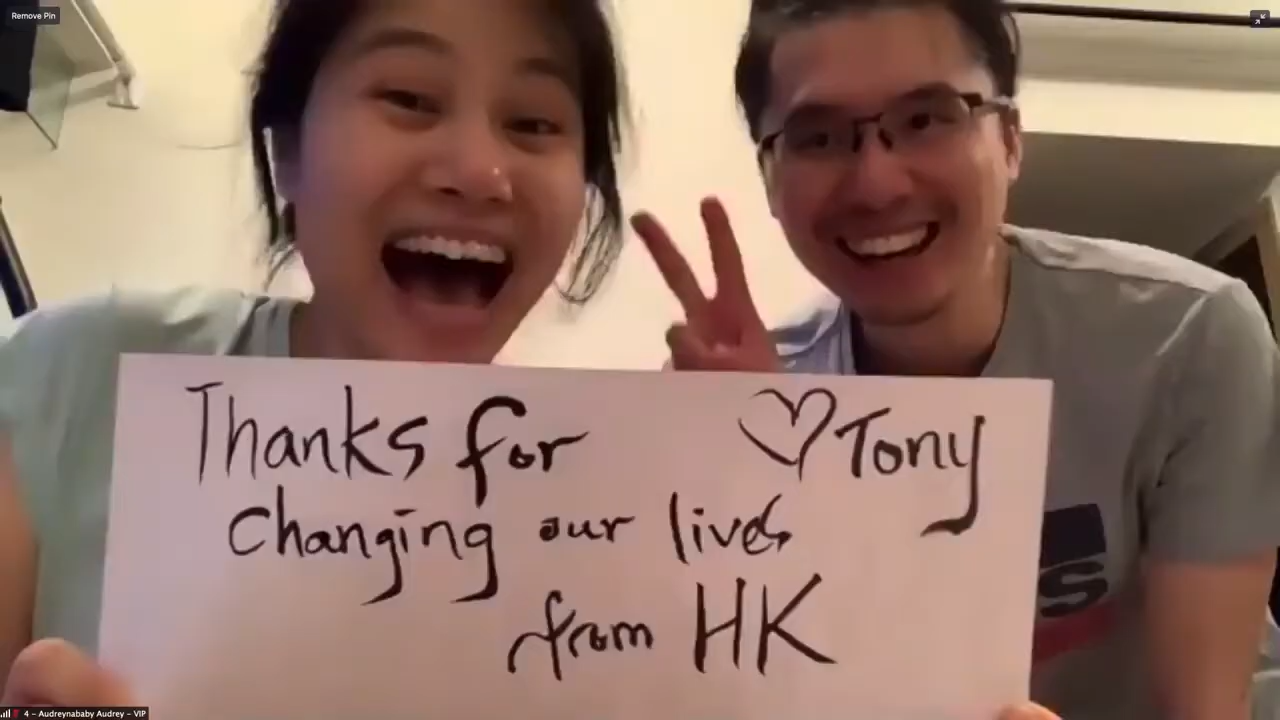 Remove Pin
Thanks for ♡ Tony
changing our lives
from HK
S
4 - Audreynababy Audrey - VIP